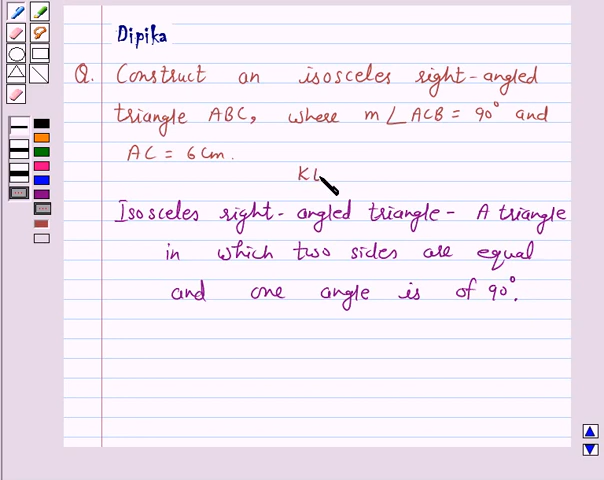 Dipika
Q. Construct an isosceles right-angled
triangle ABC, where m∠ACB = 90° and
AC = 6cm.
KI
Isosceles right-angled triangle - A triangle
in which two sides are equal
and one angle is of 90°.